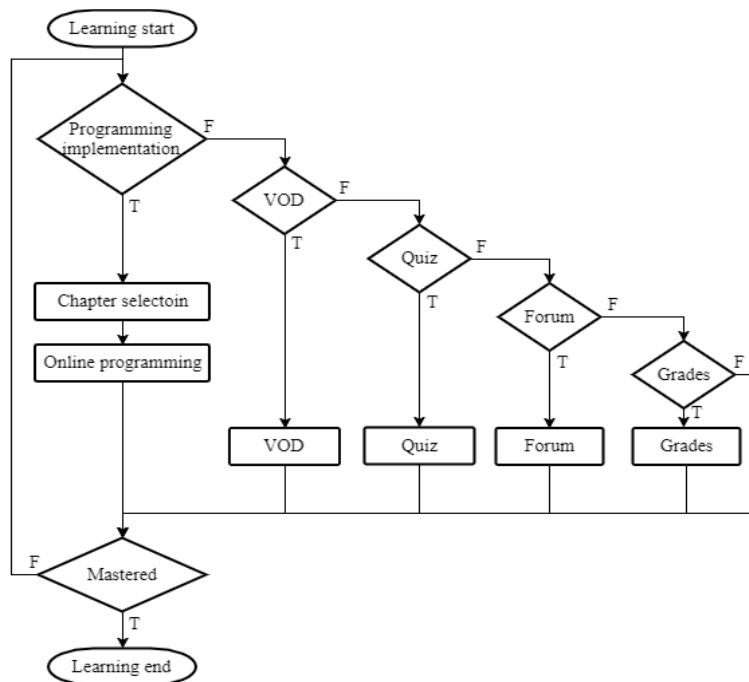 Learning start
Programming
implementation
F
T
VOD
F
T
Quiz
F
T
Forum
F
T
Grades
F
T
Chapter selectoin
Online programming
VOD
Quiz
Forum
Grades
Mastered
F
T
Learning end